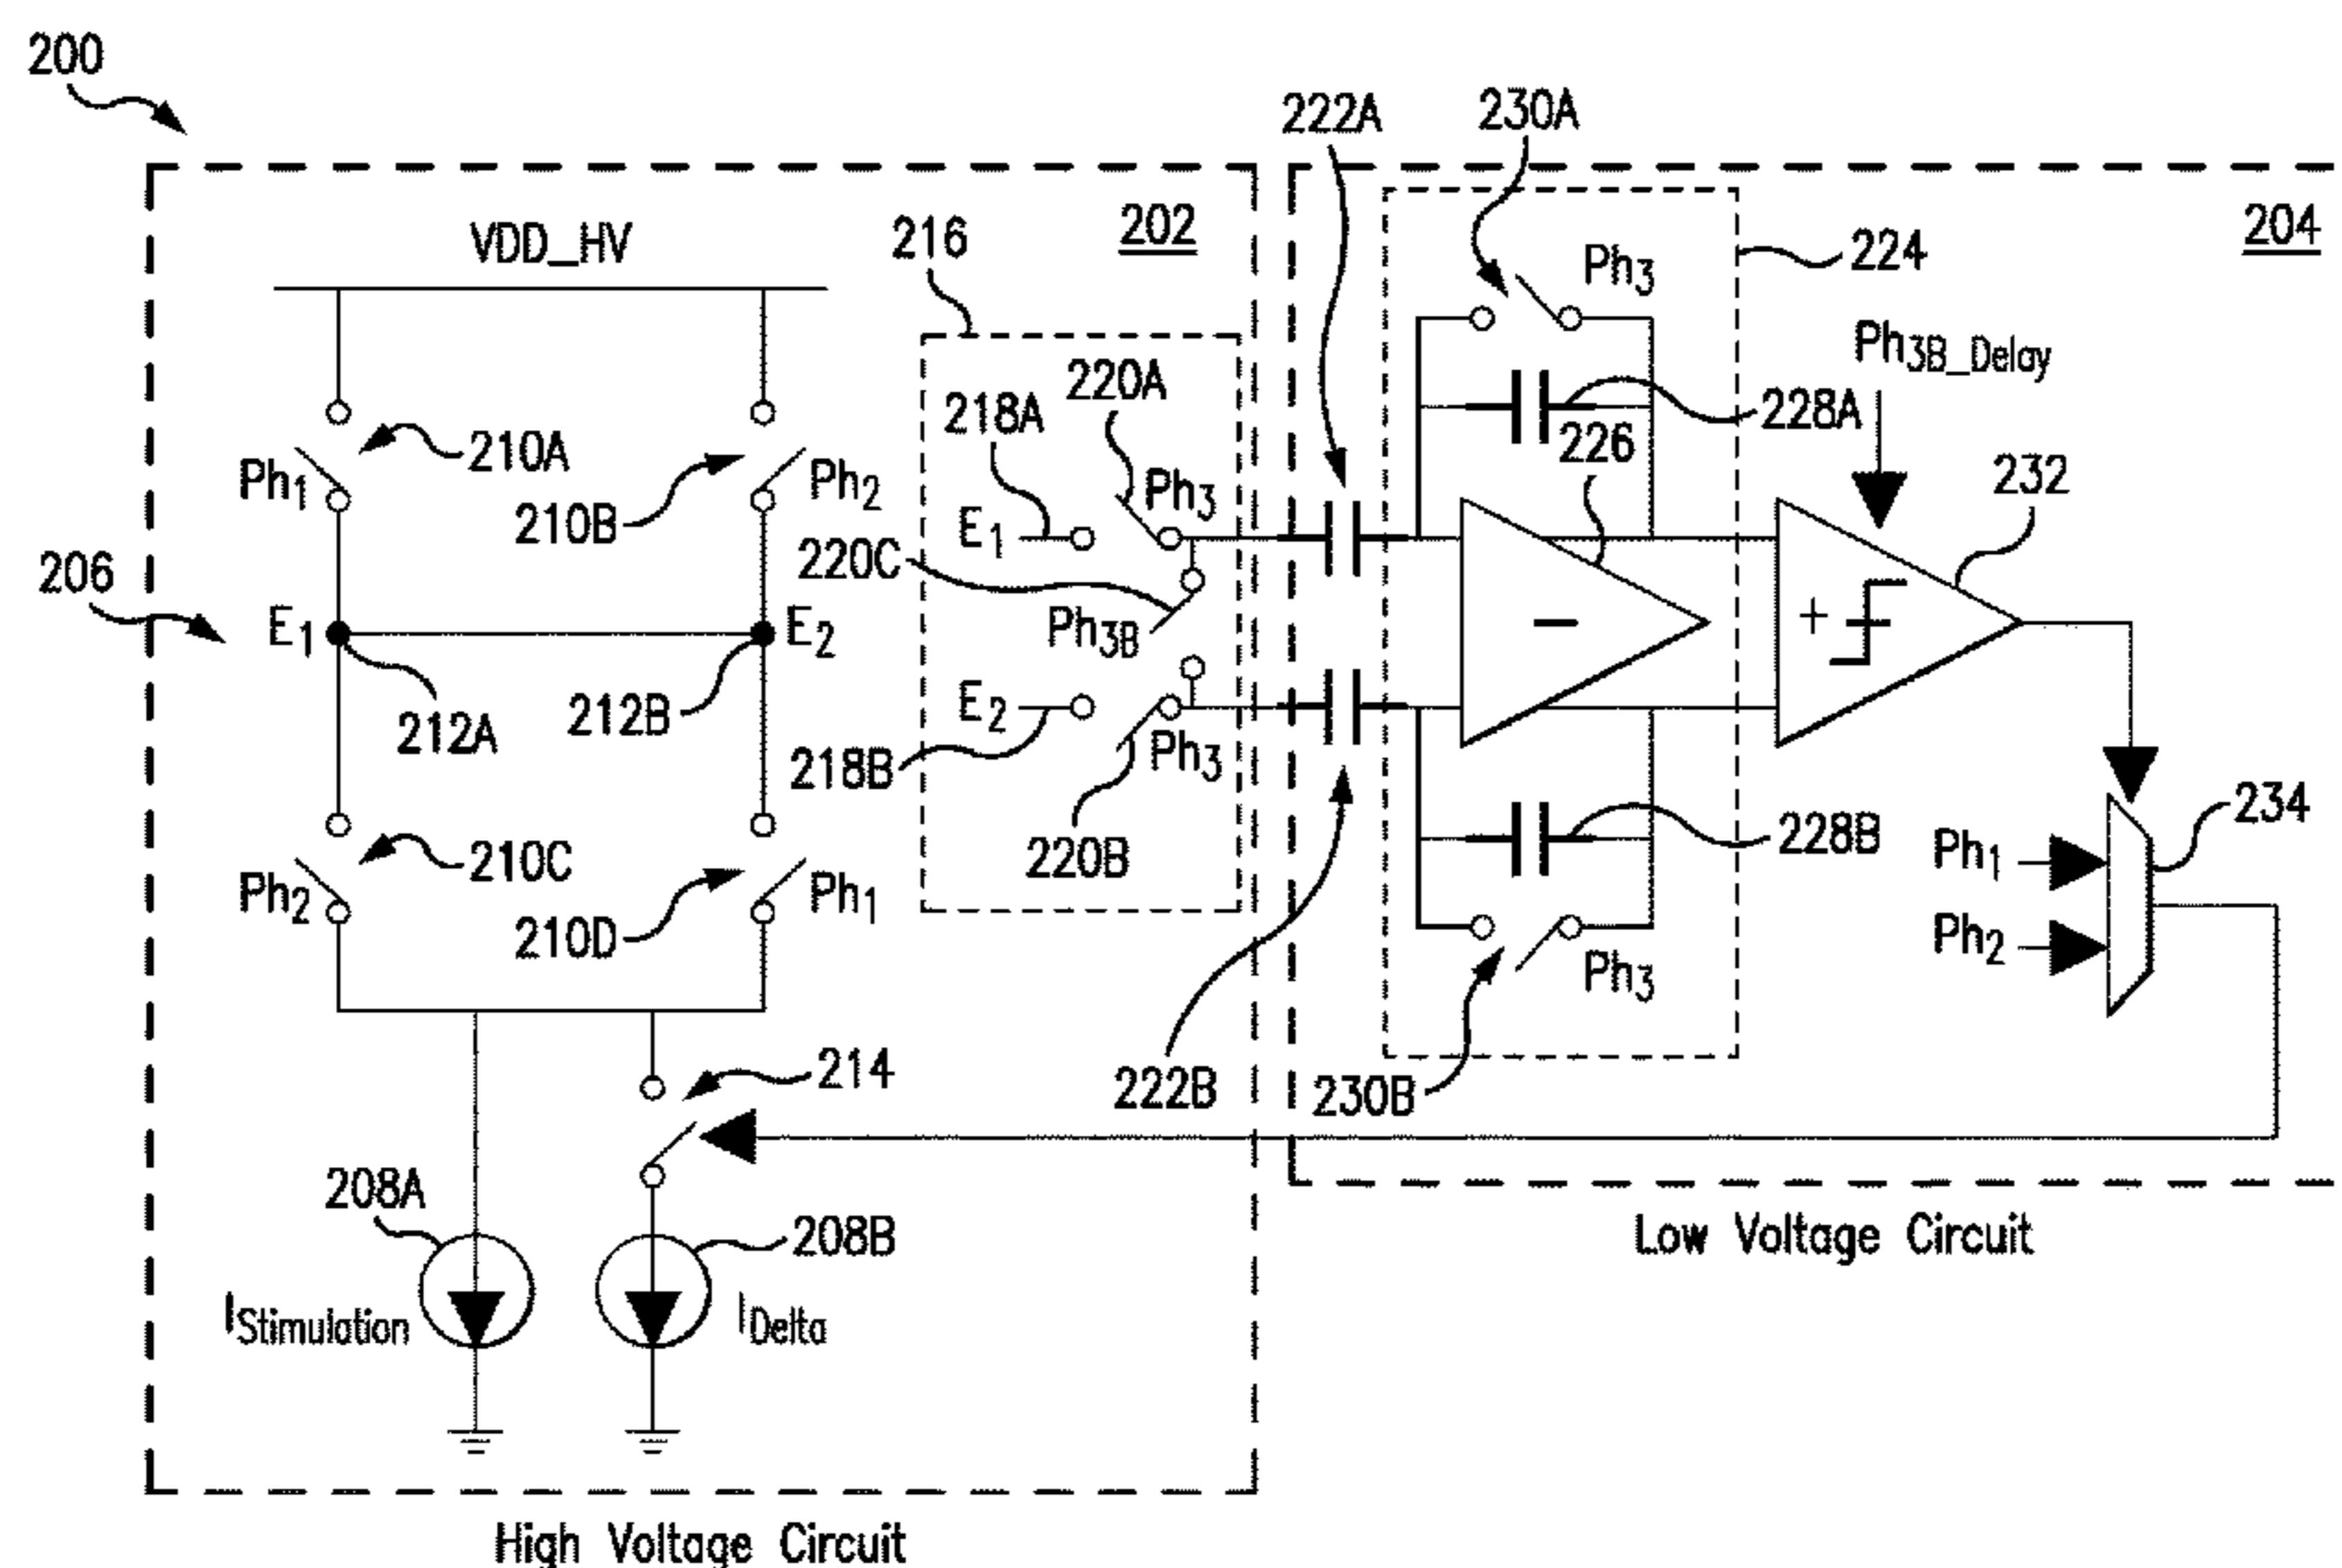 200
222A
230A
VDD_HV
216
202
Ph3
224
204
Ph3B_Delay
220A
218A
228A
226
232
Ph1
210A
210B
Ph2
E1
Ph3
220C
206
E1
E2
Ph3B
212A
212B
E2
218B
Ph3
220B
228B
234
Ph2
210C
210D
Ph1
Ph1
Ph2
Ph3
214
222B
230B
208A
208B
IStimulation
IDelta
Low Voltage Circuit
High Voltage Circuit
+
−